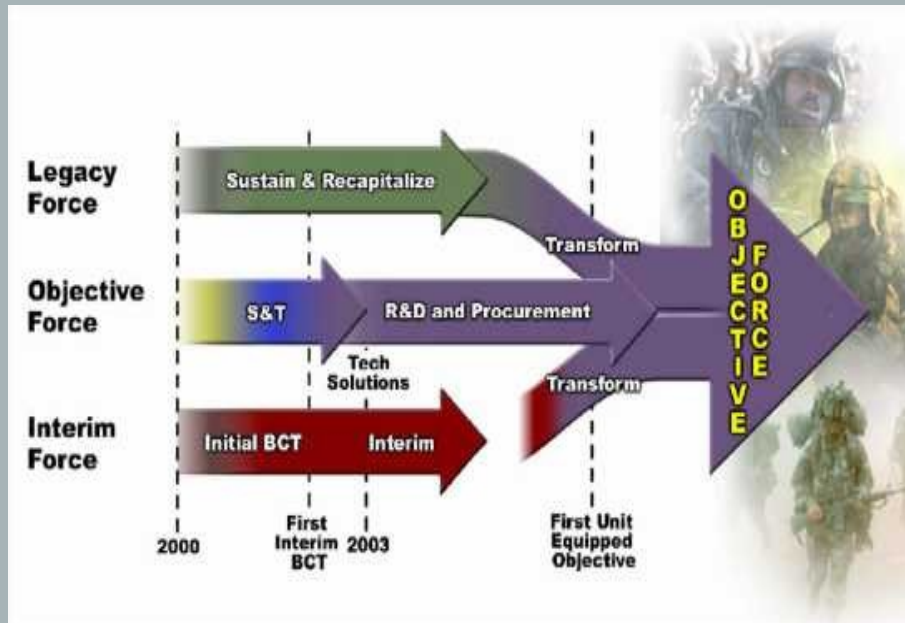 Legacy
Force
Sustain & Recapitalize
Transform
Objective
Force
S&T
R&D and Procurement
Tech
Solutions
Transform
Interim
Force
Initial BCT
Interim
2000
First
Interim
BCT
2003
First Unit
Equipped
Objective
OBJECTIVE
FORCE